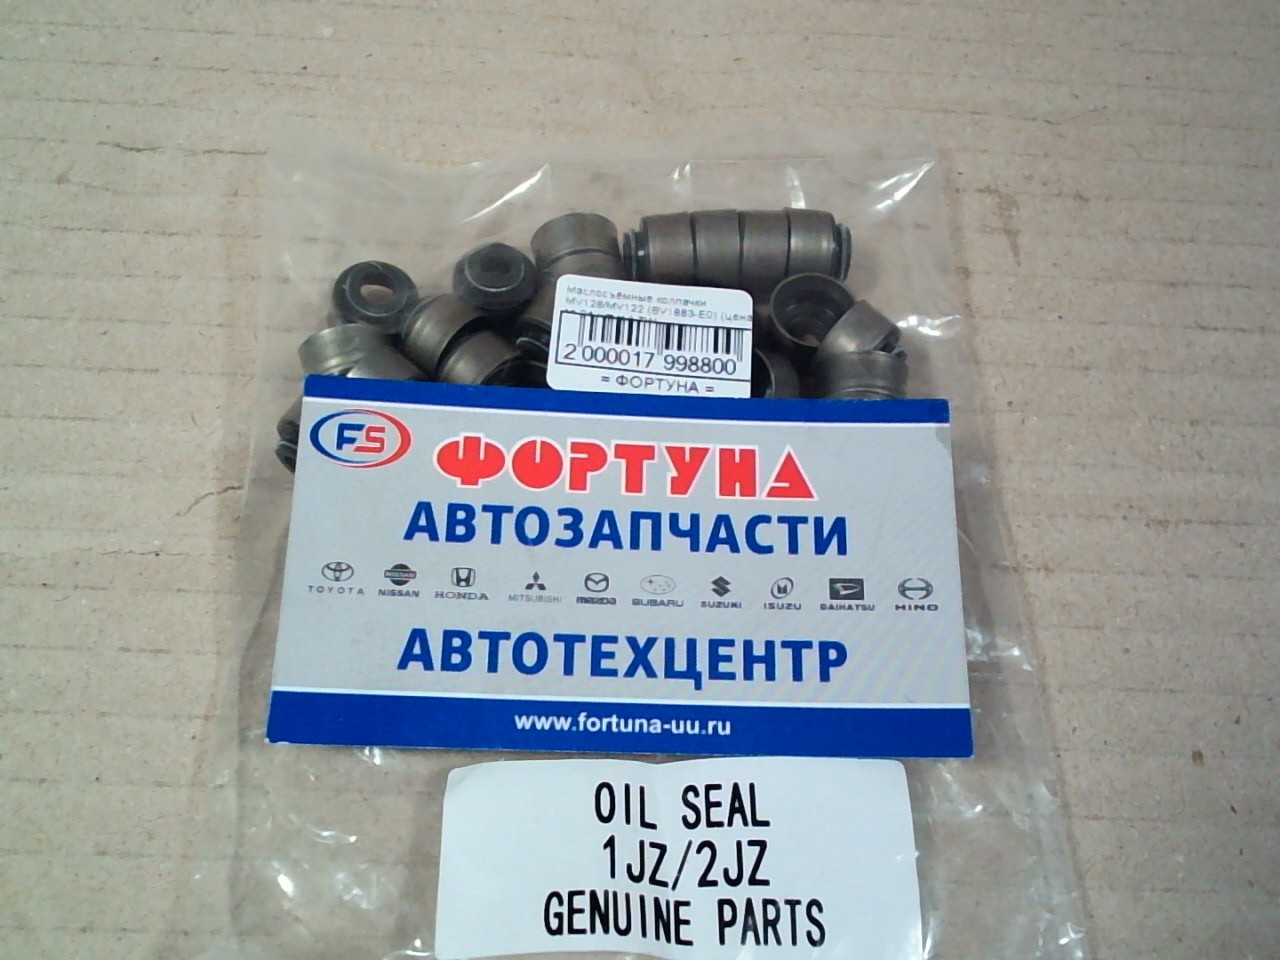 Маслосъёмные колпачки
MV128/MV122 (BV1683-E0) (цена
2 000017 998800
= ФОРТУНА =
FS
ФОРТУНА
АВТОЗАПЧАСТИ
TOYOTA NISSAN HONDA MITSUBISHI mazda SUBARU SUZUKI ISUZU DAIHATSU HINO
АВТОТЕХЦЕНТР
www.fortuna-uu.ru
OIL SEAL
1JZ/2JZ
GENUINE PARTS